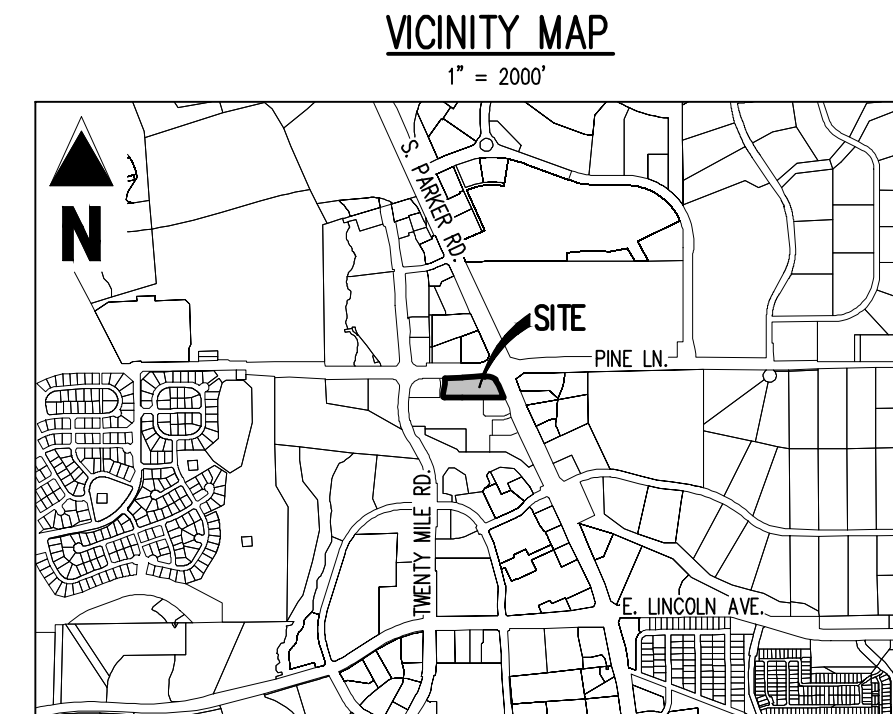 VICINITY MAP
1" = 2000'
N
S. PARKER RD.
SITE
PINE LN.
TWENTY MILE RD.
E. LINCOLN AVE.